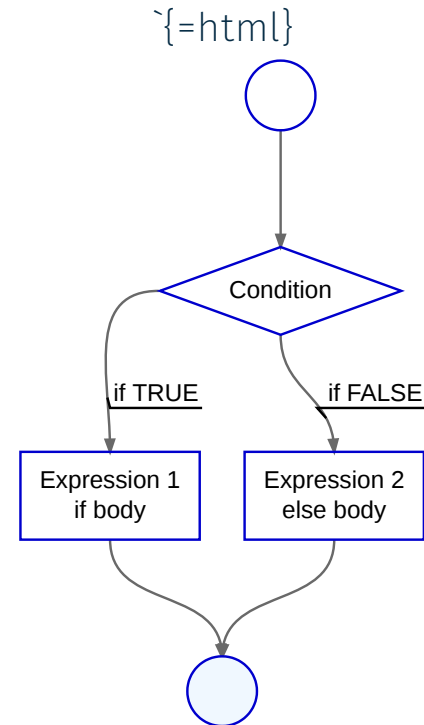 `{=html}
Condition
if TRUE
if FALSE
Expression 1
if body
Expression 2
else body